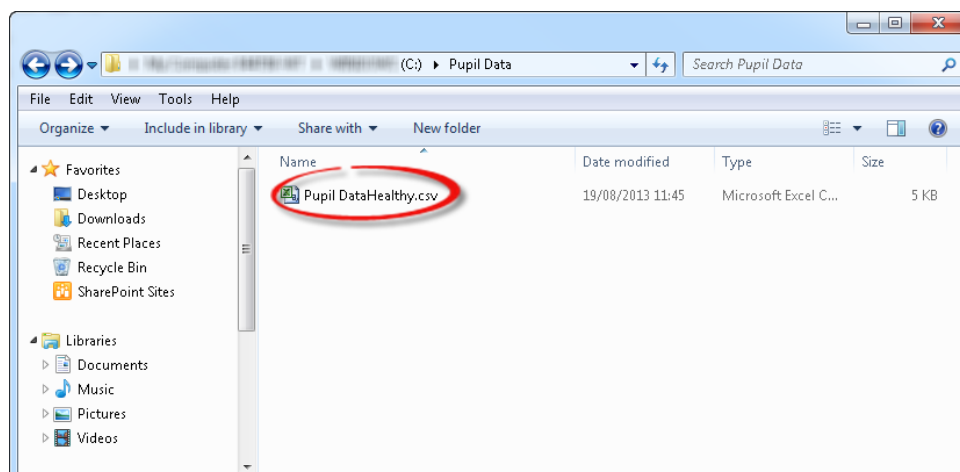 (C:) Pupil Data Search Pupil Data
File Edit View Tools Help
Organize Include in library Share with New folder
Name Date modified Type Size
Pupil DataHealthy.csv 19/08/2013 11:45 Microsoft Excel C... 5 KB
Favorites
Desktop
Downloads
Recent Places
Recycle Bin
SharePoint Sites
Libraries
Documents
Music
Pictures
Videos